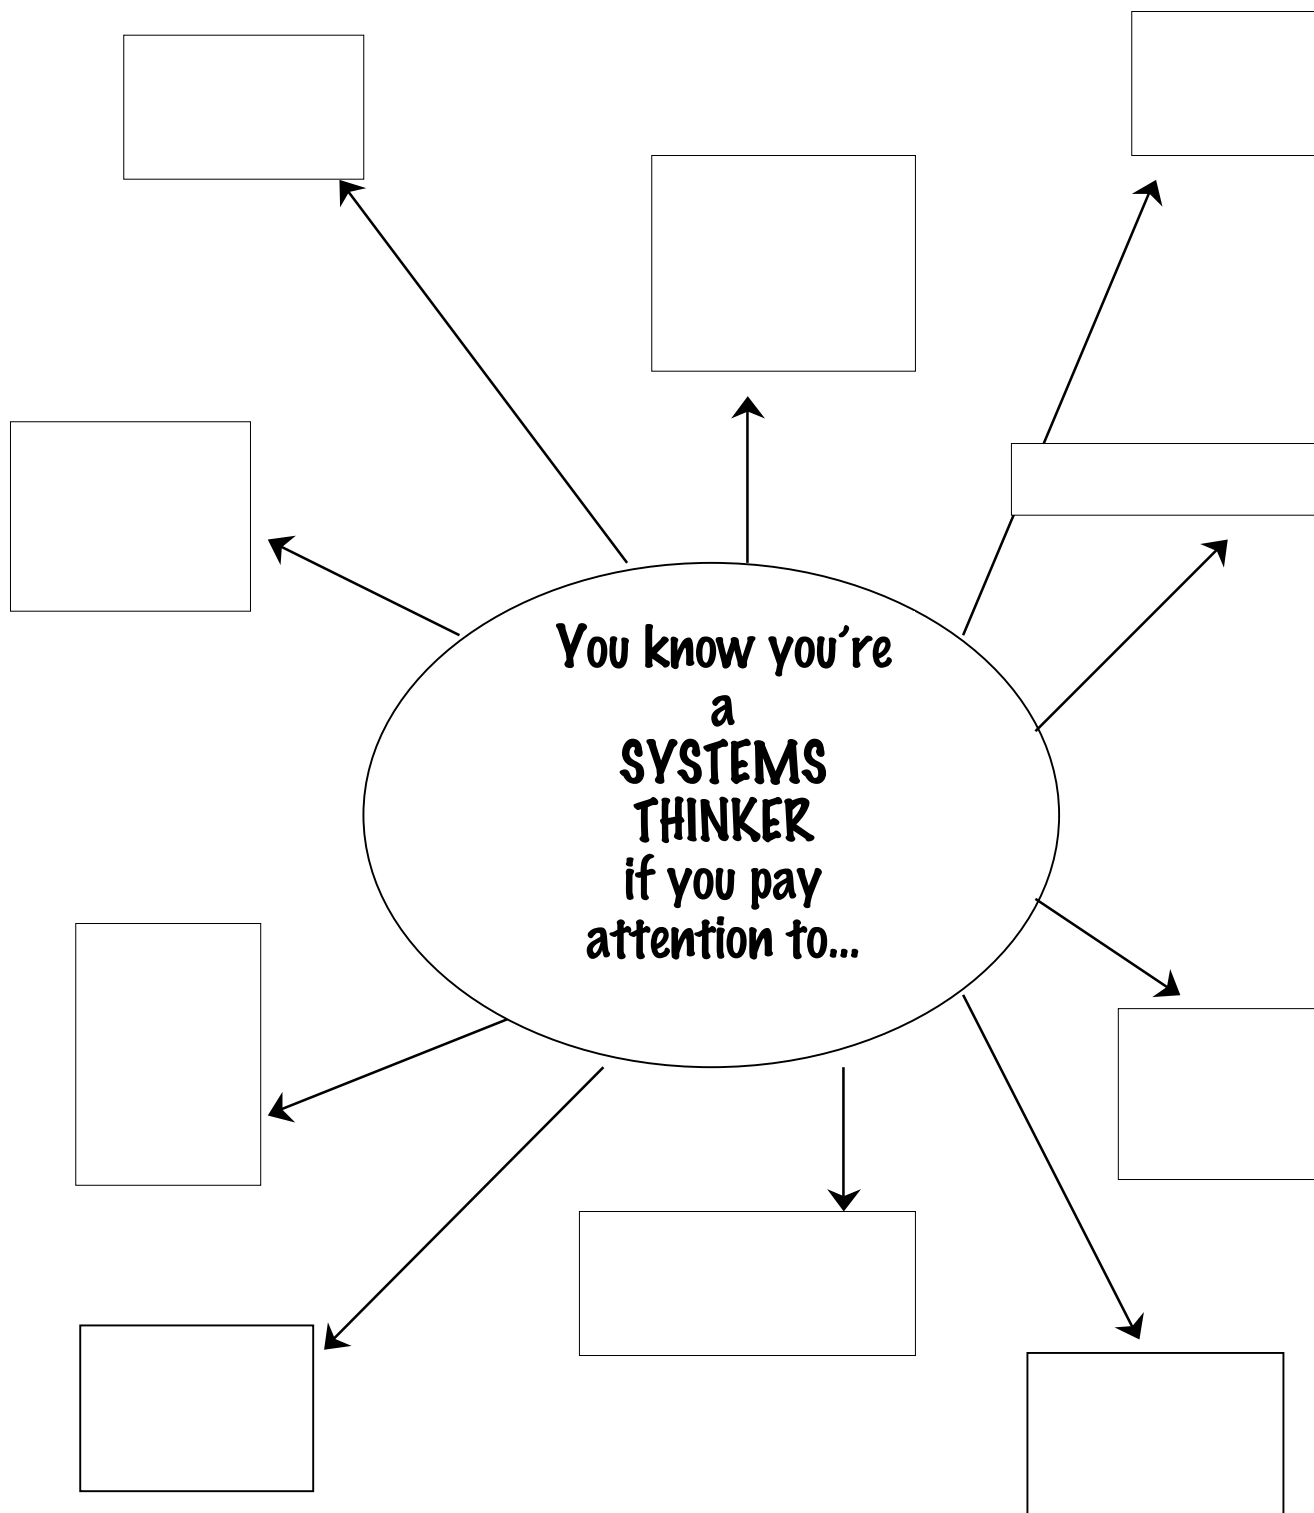 You know you’re
a
SYSTEMS
THINKER
if you pay
attention to...